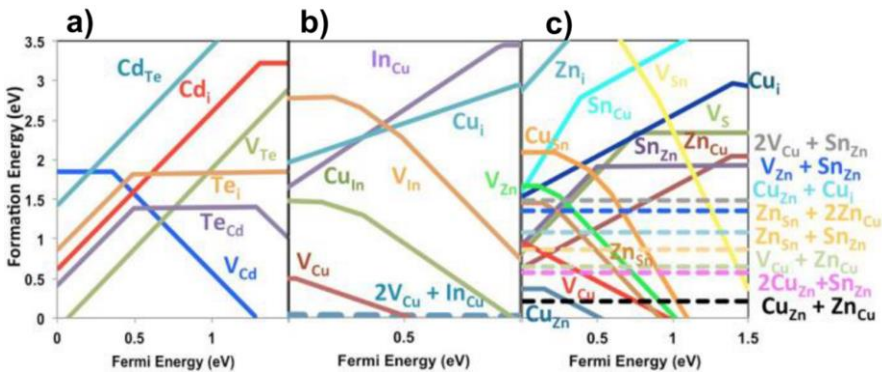 a)
b)
c)
Formation Energy (eV)
3.5
3
2.5
2
1.5
1
0.5
0
Cd_Te
Cd_i
V_Te
Te_i
Te_Cd
V_Cd
0
1
Fermi Energy (eV)
In_Cu
Cu_i
Cu_In
V_In
V_Cu
2V_Cu + In_Cu
0.5
Fermi Energy (eV)
Zn_i
V_Sn
Sn_Cu
Cu_i
V_S
Cu_Sn
Sn_Zn
Zn_Cu
V_Zn
Zn_Sn
V_Cu
Cu_Zn
0
0.5
1
1.5
Fermi Energy (eV)
2V_Cu + Sn_Zn
V_Zn + Sn_Zn
Cu_Zn + Cu_i
Zn_Sn + 2Zn_Cu
Zn_Sn + Sn_Zn
V_Cu + Zn_Cu
2Cu_Zn+Sn_Zn
Cu_Zn + Zn_Cu